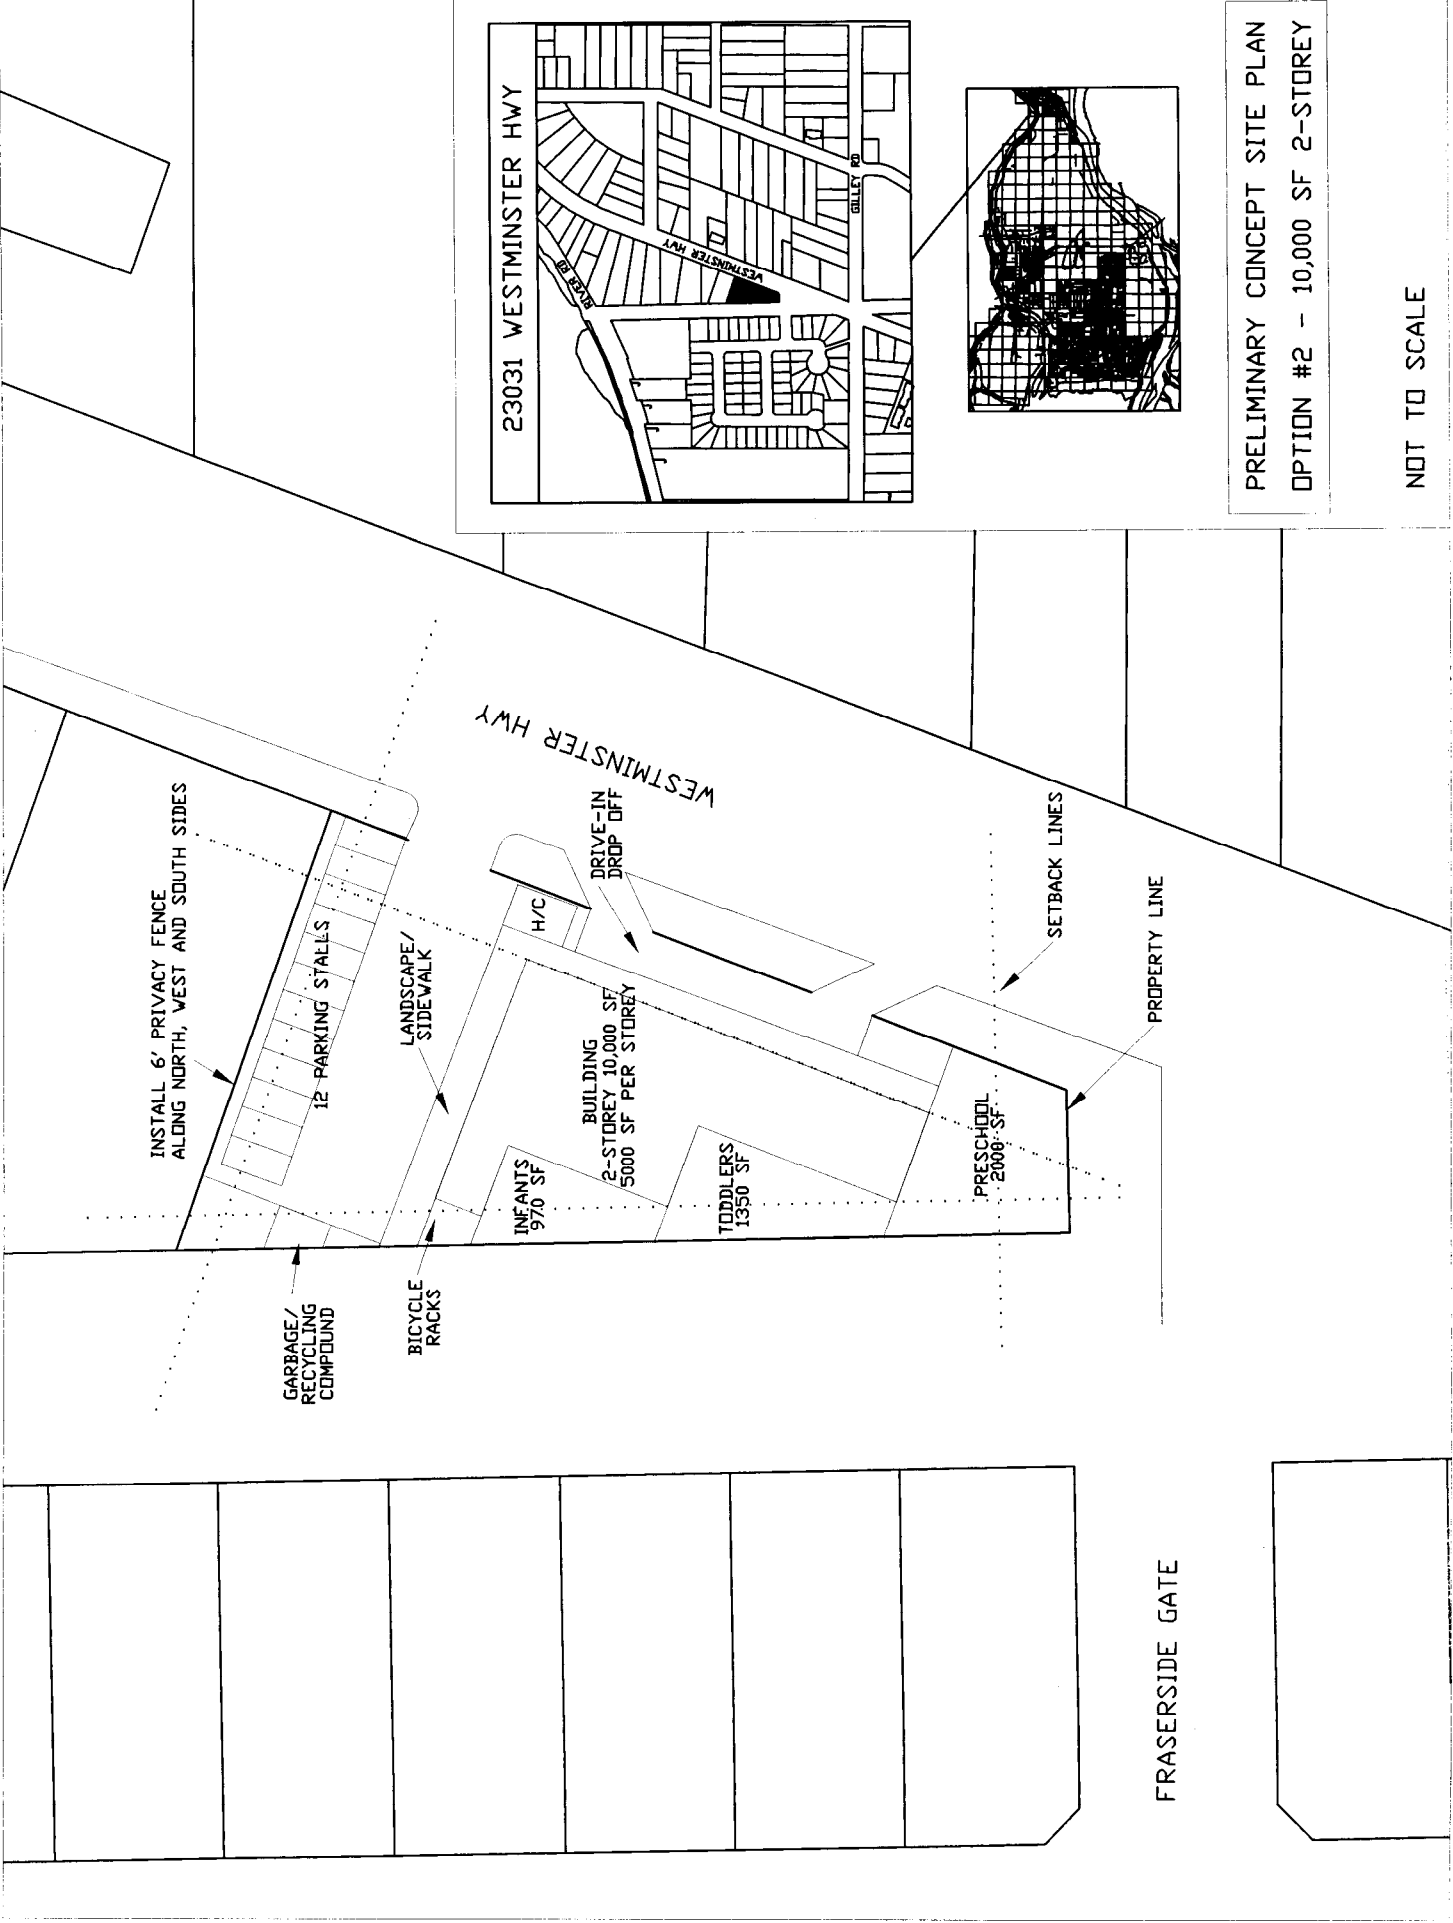 INSTALL 6' PRIVACY FENCE
ALONG NORTH, WEST AND SOUTH SIDES
12 PARKING STALLS
GARBAGE/
RECYCLING
COMPOUND
BICYCLE
RACKS
LANDSCAPE/
SIDEWALK
H/C
DRIVE-IN
DROP OFF
WESTMINSTER HWY
BUILDING
2-STOREY 10,000 SF
5000 SF PER STOREY
INFANTS
970 SF
TODDLERS
1350 SF
PRESCHOOL
2000 SF
SETBACK LINES
PROPERTY LINE
FRASERSIDE GATE
23031 WESTMINSTER HWY
RIVER RD
WESTMINSTER HWY
GILLEY RD
PRELIMINARY CONCEPT SITE PLAN
OPTION #2 - 10,000 SF 2-STOREY
NOT TO SCALE